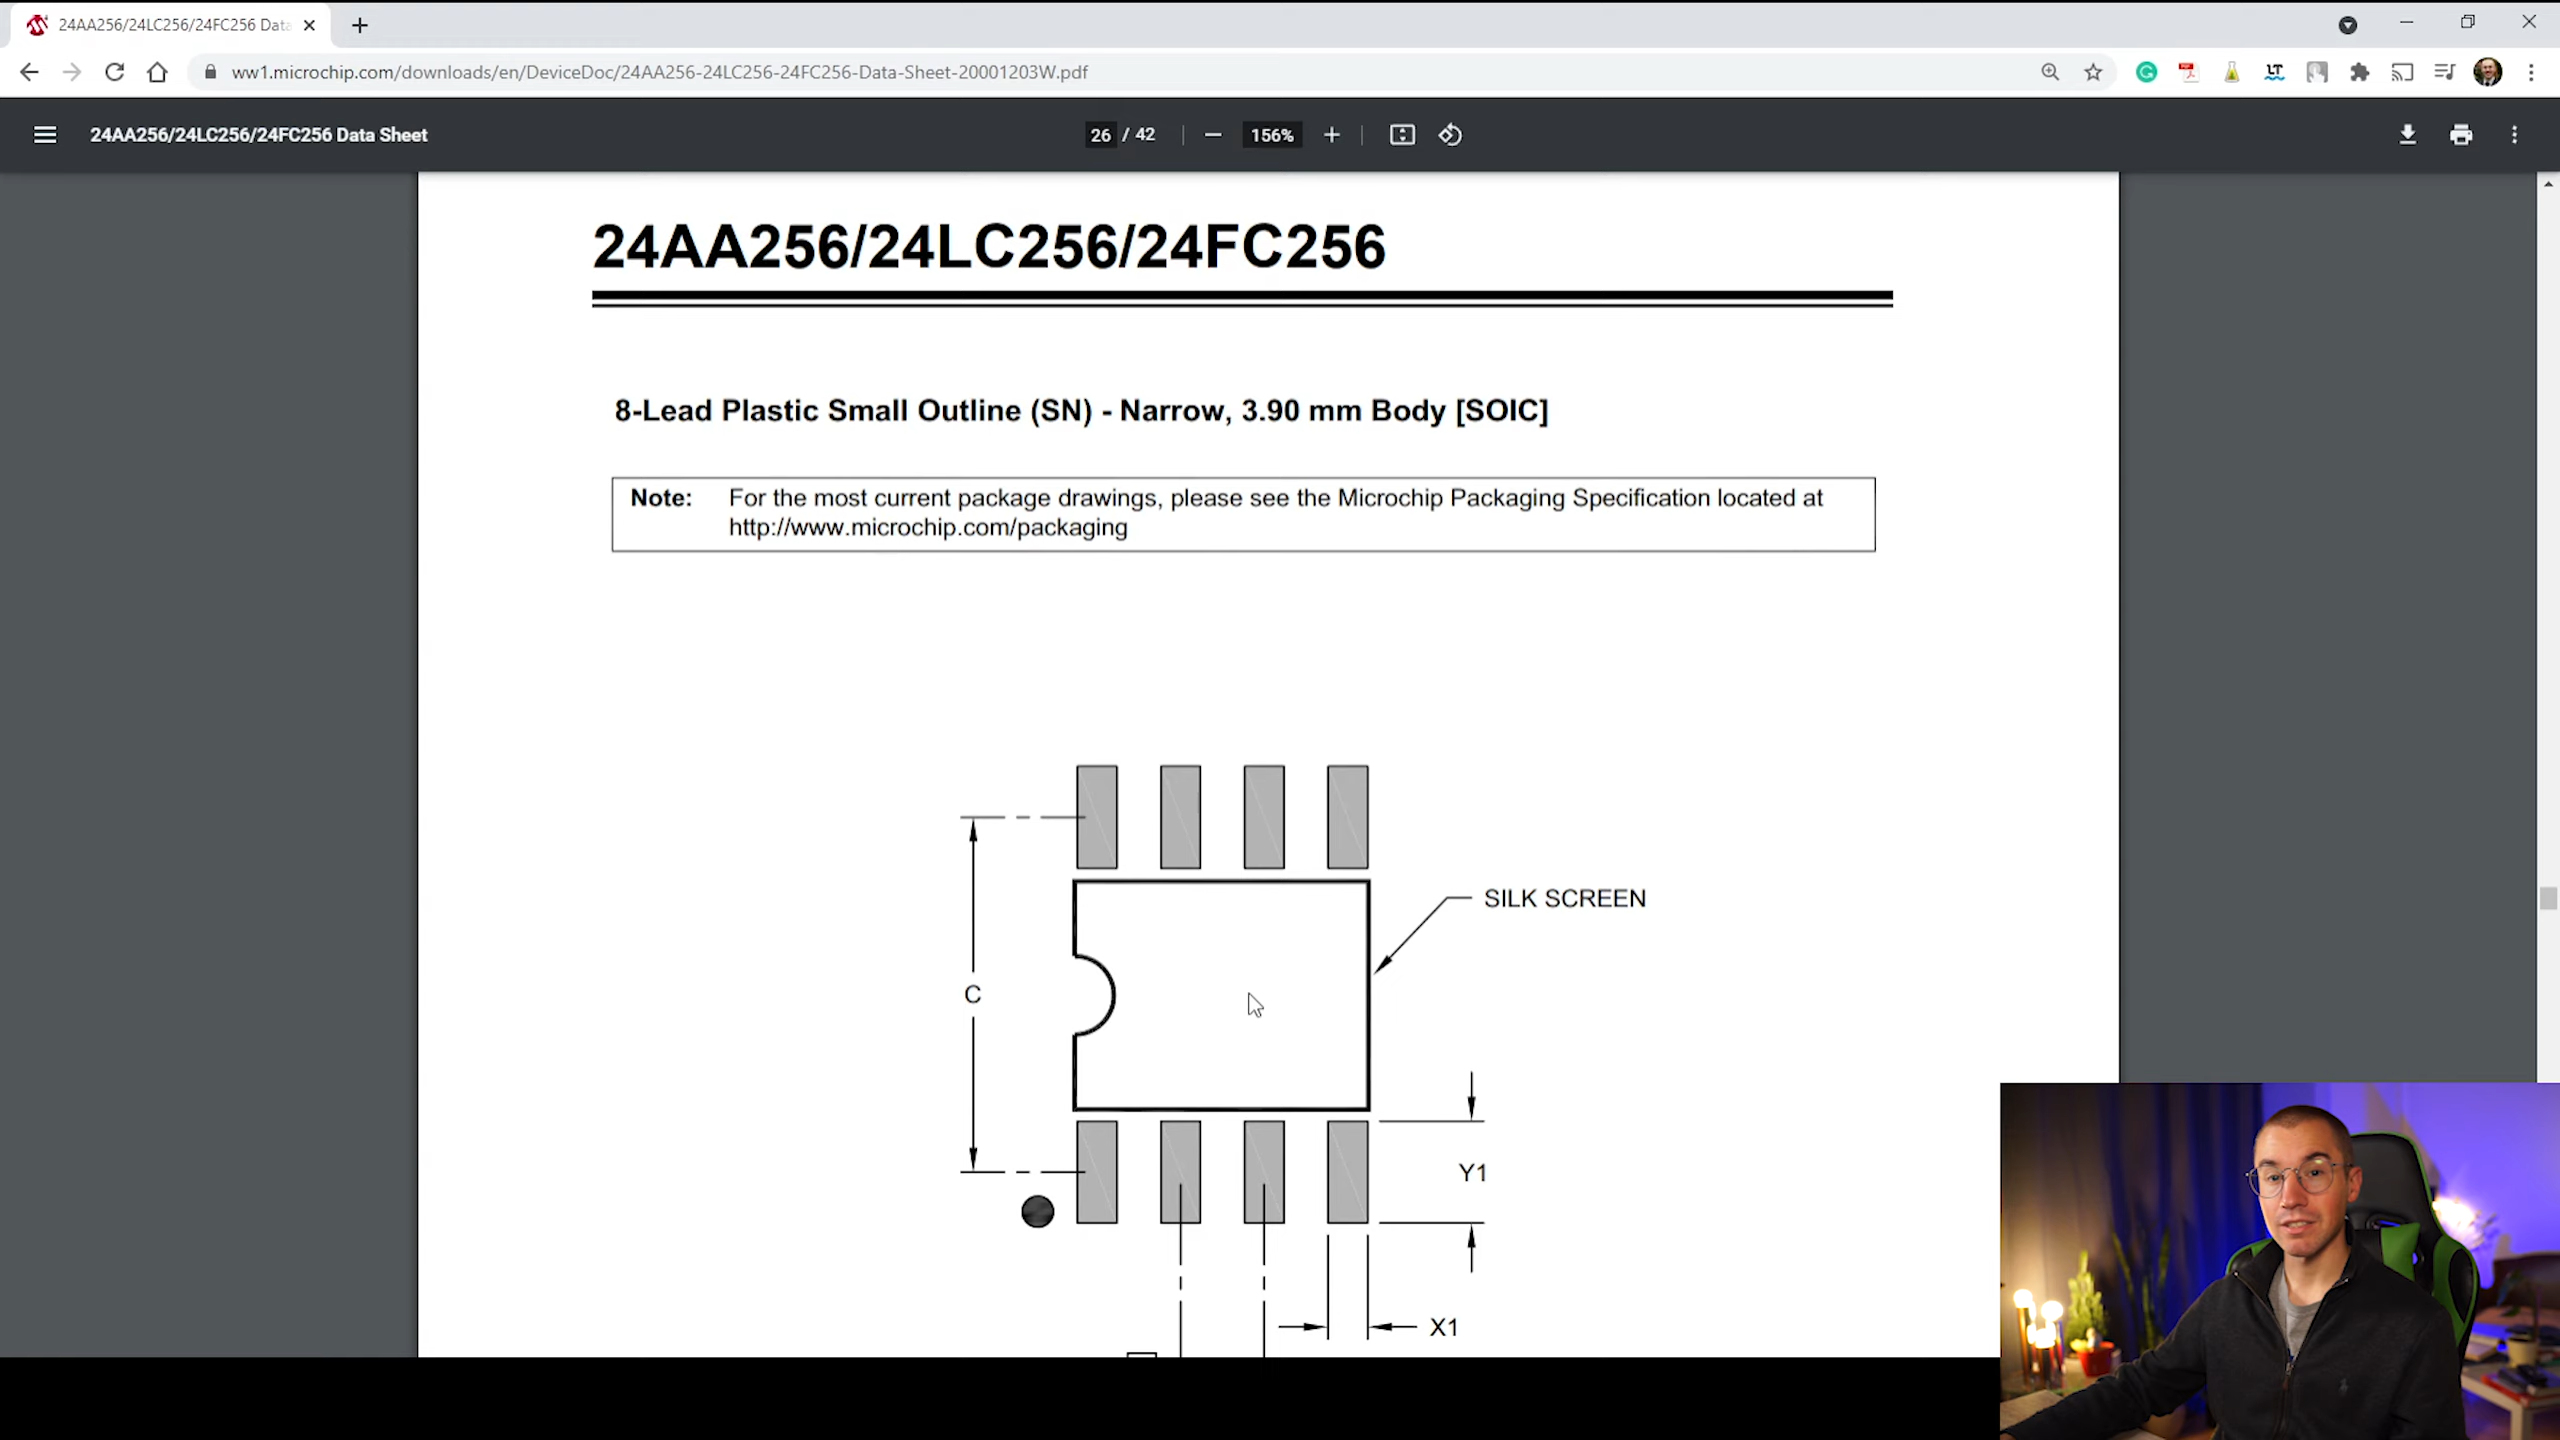 24AA256/24LC256/24FC256 Data
ww1.microchip.com/downloads/en/DeviceDoc/24AA256-24LC256-24FC256-Data-Sheet-20001203W.pdf
24AA256/24LC256/24FC256 Data Sheet
26 / 42
156%
24AA256/24LC256/24FC256
8-Lead Plastic Small Outline (SN) - Narrow, 3.90 mm Body [SOIC]
Note: For the most current package drawings, please see the Microchip Packaging Specification located at
http://www.microchip.com/packaging
SILK SCREEN
C
Y1
X1